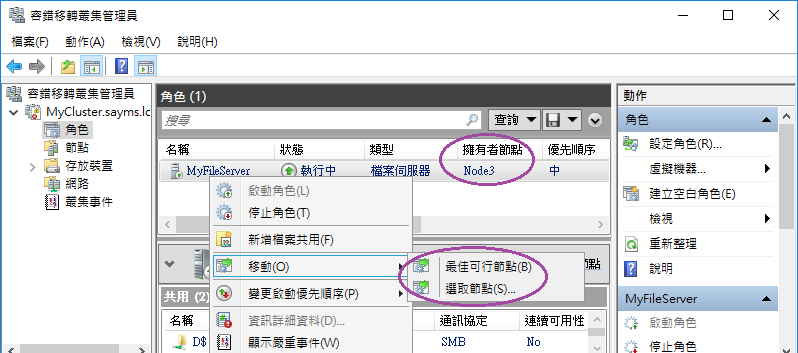 容錯移轉叢集管理員
檔案(F) 動作(A) 檢視(V) 說明(H)
容錯移轉叢集管理員
MyCluster.sayms.lc
角色
節點
存放裝置
網路
叢集事件
角色 (1)
搜尋
查詢
名稱 狀態 類型 擁有者節點 優先順序
MyFileServer 執行中 檔案伺服器 Node3 中
啟動角色(L)
停止角色(T)
新增檔案共用(F)
移動(O)
變更啟動優先順序(P)
資訊詳細資料(D)...
顯示嚴重事件(W)
最佳可行節點(B)
選取節點(S)...
點
共用 (2)
名稱 通訊協定 連續可用性
D$ SMB No
動作
角色
設定角色(R)...
虛擬機器...
建立空白角色(E)
檢視
重新整理
說明
MyFileServer
啟動角色
停止角色